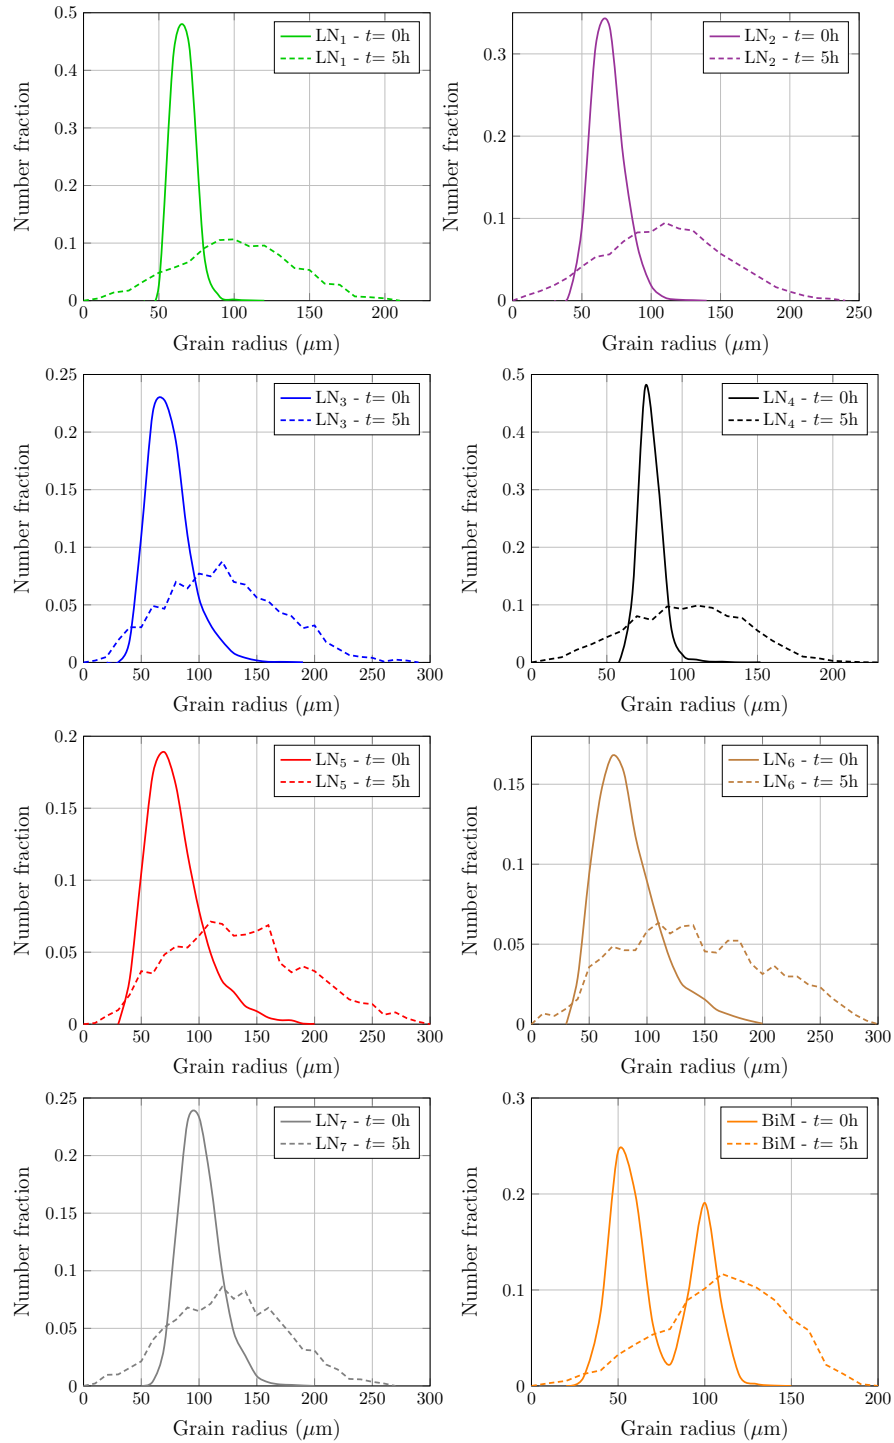 0.5
0.4
0.3
0.2
0.1
0
50
100
150
200
0
Number fraction
Grain radius (μm)
LN₁ - t= 0h
LN₁ - t= 5h
0.3
0.2
0.1
0
0
50
100
150
200
250
Number fraction
Grain radius (μm)
LN₂ - t= 0h
LN₂ - t= 5h
0.25
0.2
0.15
0.1
0.05
0
0
50
100
150
200
250
300
Number fraction
Grain radius (μm)
LN₃ - t= 0h
LN₃ - t= 5h
0.5
0.4
0.3
0.2
0.1
0
0
50
100
150
200
Number fraction
Grain radius (μm)
LN₄ - t= 0h
LN₄ - t= 5h
0.2
0.15
0.1
0.05
0
0
50
100
150
200
250
300
Number fraction
Grain radius (μm)
LN₅ - t= 0h
LN₅ - t= 5h
0.15
0.1
0.05
0
0
50
100
150
200
250
300
Number fraction
Grain radius (μm)
LN₆ - t= 0h
LN₆ - t= 5h
0.25
0.2
0.15
0.1
0.05
0
0
50
100
150
200
250
300
Number fraction
Grain radius (μm)
LN₇ - t= 0h
LN₇ - t= 5h
0.3
0.2
0.1
0
0
50
100
150
200
Number fraction
Grain radius (μm)
BiM - t= 0h
BiM - t= 5h